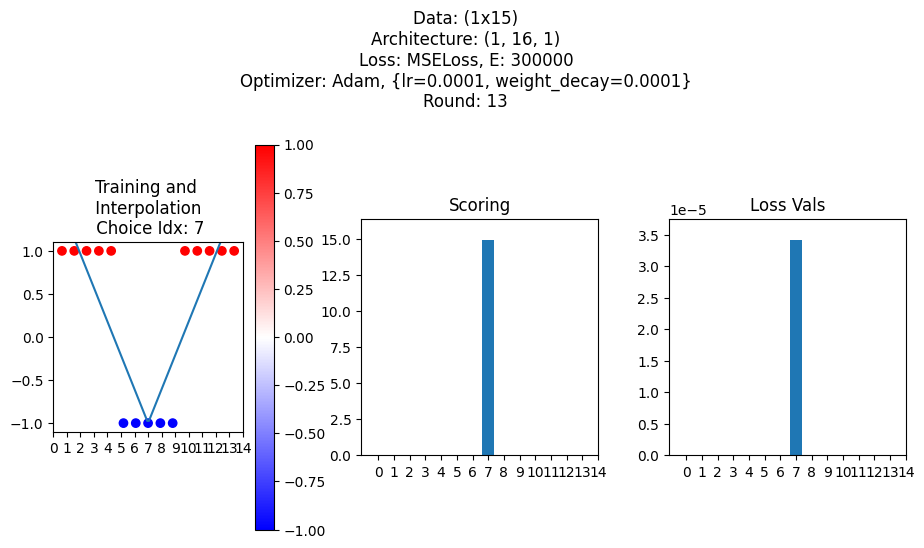 Data: (1x15)
Architecture: (1, 16, 1)
Loss: MSELoss, E: 300000
Optimizer: Adam, {lr=0.0001, weight_decay=0.0001}
Round: 13
Training and
Interpolation
Choice Idx: 7
1.0
0.5
0.0
−0.5
−1.0
0 1 2 3 4 5 6 7 8 9 10 11 12 13 14
1.00
0.75
0.50
0.25
0.00
−0.25
−0.50
−0.75
−1.00
Scoring
15.0
12.5
10.0
7.5
5.0
2.5
0.0
0 1 2 3 4 5 6 7 8 9 10 11 12 13 14
Loss Vals
1e−5
3.5
3.0
2.5
2.0
1.5
1.0
0.5
0.0
0 1 2 3 4 5 6 7 8 9 10 11 12 13 14